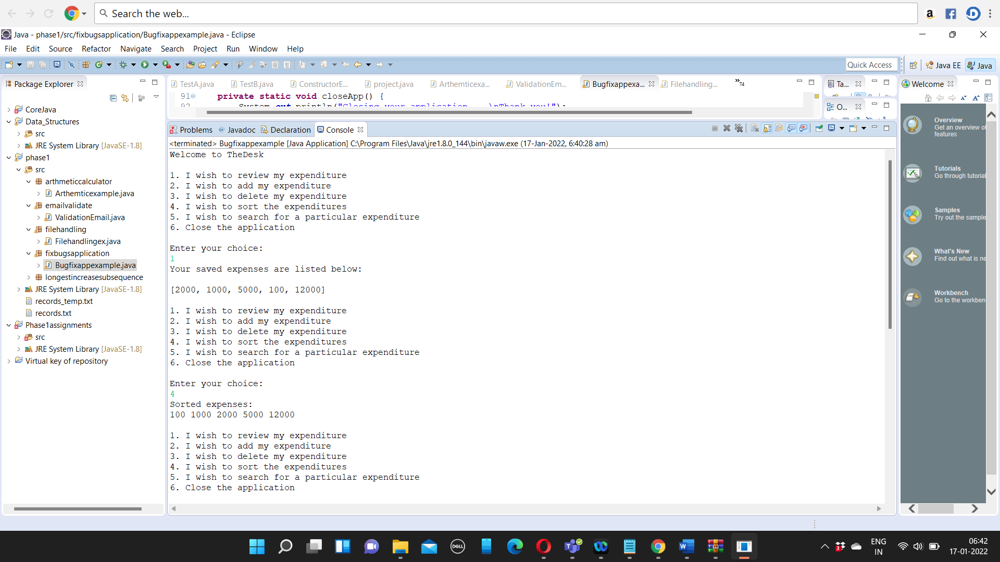 Search the web...
Java - phase1/src/fixbugsapplication/Bugfixappexample.java - Eclipse
File Edit Source Refactor Navigate Search Project Run Window Help
Quick Access
Java EE
Java
Package Explorer
CoreJava
Data_Structures
src
JRE System Library [JavaSE-1.8]
phase1
src
arthmeticcalculator
Arthemticexample.java
emailvalidate
ValidationEmail.java
filehandling
Filehandlingex.java
fixbugsapplication
Bugfixappexample.java
longestincreasesubsequence
JRE System Library [JavaSE-1.8]
records_temp.txt
records.txt
Phase1assignments
src
JRE System Library [JavaSE-1.8]
Virtual key of repository
TestA.java TestB.java ConstructorE... project.java Arthemticexa... ValidationEm... Bugfixappexa... Filehandling... »74
91 private static void closeApp() {
92 System.out.println("Closing your application... \nThank you!");
Problems Javadoc Declaration Console
<terminated> Bugfixappexample [Java Application] C:\Program Files\Java\jre1.8.0_144\bin\javaw.exe (17-Jan-2022, 6:40:28 am)
Welcome to TheDesk
1. I wish to review my expenditure
2. I wish to add my expenditure
3. I wish to delete my expenditure
4. I wish to sort the expenditures
5. I wish to search for a particular expenditure
6. Close the application
Enter your choice:
1
Your saved expenses are listed below:
[2000, 1000, 5000, 100, 12000]
1. I wish to review my expenditure
2. I wish to add my expenditure
3. I wish to delete my expenditure
4. I wish to sort the expenditures
5. I wish to search for a particular expenditure
6. Close the application
Enter your choice:
4
Sorted expenses:
100 1000 2000 5000 12000
1. I wish to review my expenditure
2. I wish to add my expenditure
3. I wish to delete my expenditure
4. I wish to sort the expenditures
5. I wish to search for a particular expenditure
6. Close the application
Ta...
O...
Welcome
Overview
Get an overview of
features
Tutorials
Go through tutorial
Samples
Try out the sample
What's New
Find out what is ne
Workbench
Go to the workben
DELL
ENG
IN
06:42
17-01-2022